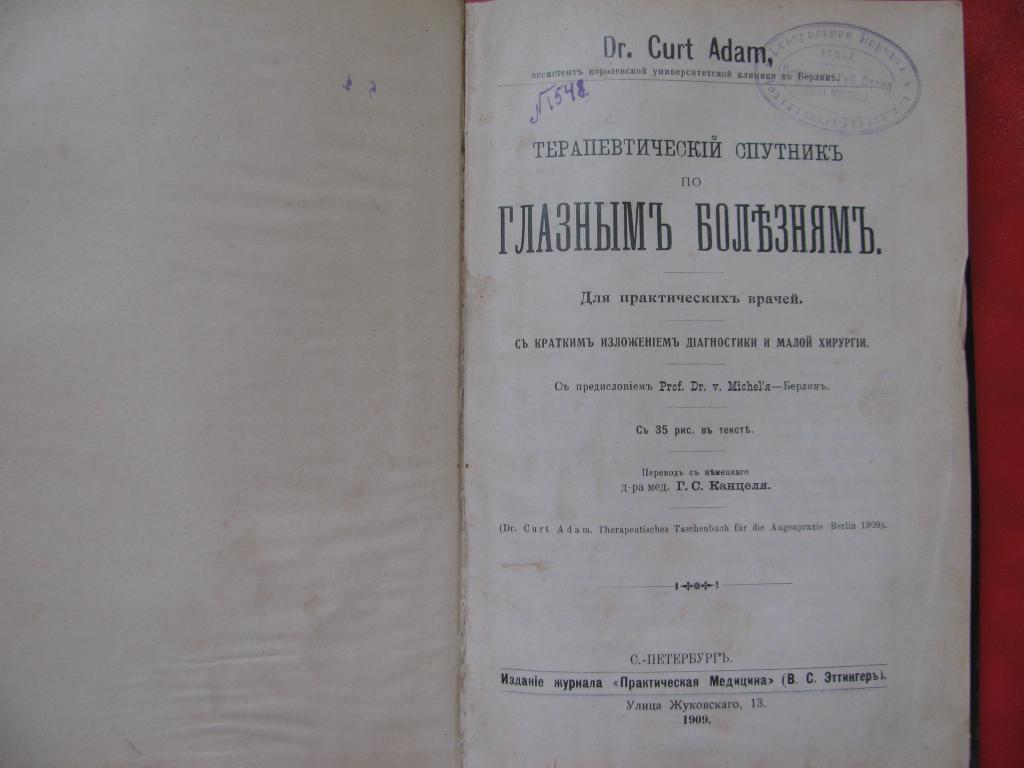 Dr. Curt Adam,
ассистентъ королевской университетской клиники въ Берлинѣ.
№1542
ТЕРАПЕВТИЧЕСКІЙ СПУТНИКЪ
ПО
ГЛАЗНЫМЪ БОЛѢЗНЯМЪ.
Для практическихъ врачей.
СЪ КРАТКИМЪ ИЗЛОЖЕНІЕМЪ ДІАГНОСТИКИ И МАЛОЙ ХИРУРГІИ.
Съ предисловіемъ Prof. Dr. v. Michel'я—Берлинъ.
Съ 35 рис. въ текстѣ.
Переводъ съ нѣмецкаго
д-ра мед. Г. С. Канцеля.
(Dr. Curt Adam. Therapeutisches Taschenbuch für die Augenpraxis Berlin 1909).
С.-ПЕТЕРБУРГЪ.
Изданіе журнала «Практическая Медицина» (В. С. Эттингеръ).
Улица Жуковскаго, 13.
1909.